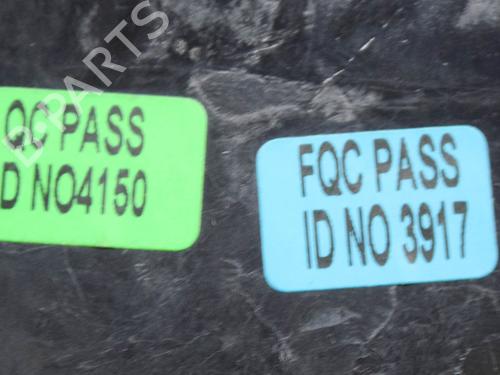 QC PASS
D NO4150
FQC PASS
ID NO 3917
B-PARTS